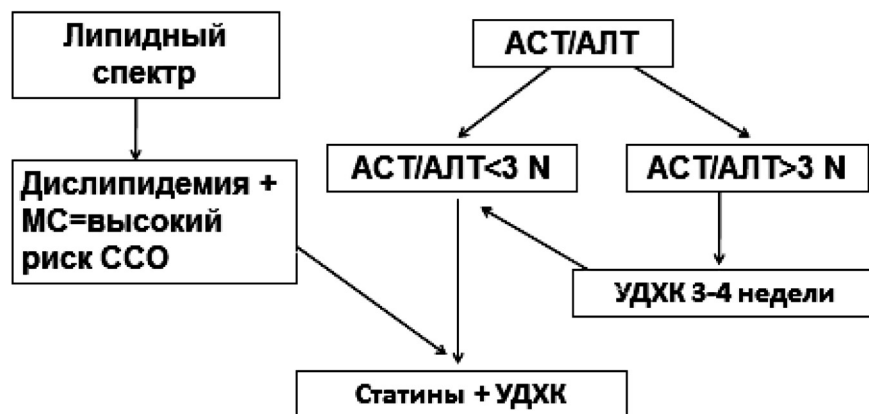 Липидный
спектр
АСТ/АЛТ
АСТ/АЛТ<3 N
АСТ/АЛТ>3 N
Дислипидемия +
МС=высокий
риск ССО
УДХК 3-4 недели
Статины + УДХК